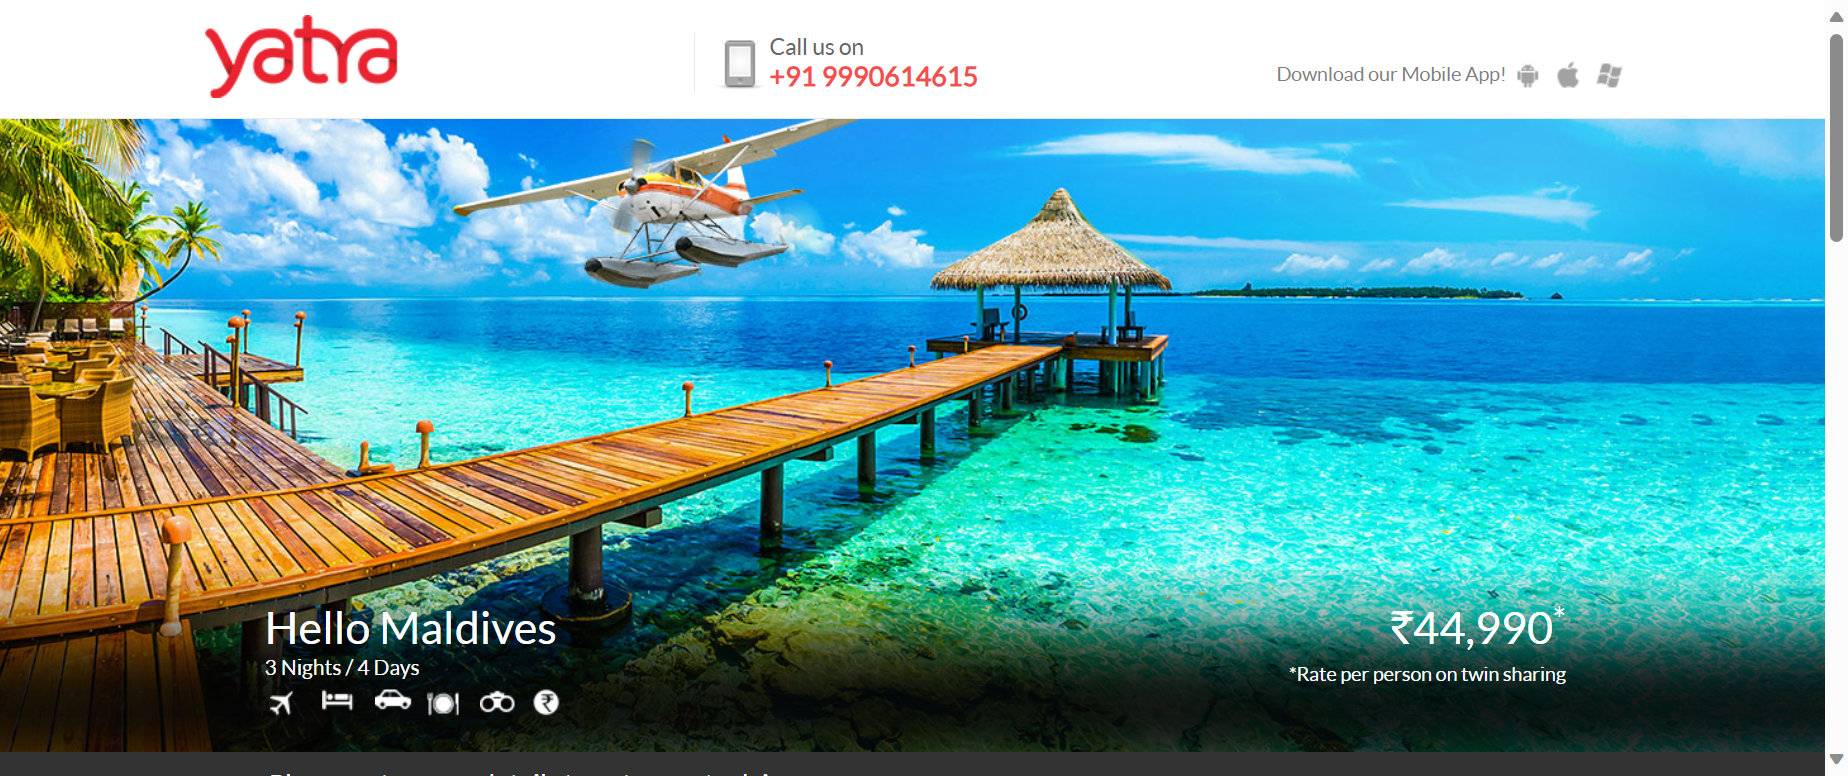 yatra
Call us on
+91 9990614615
Download our Mobile App!
Hello Maldives
3 Nights / 4 Days
₹44,990*
*Rate per person on twin sharing